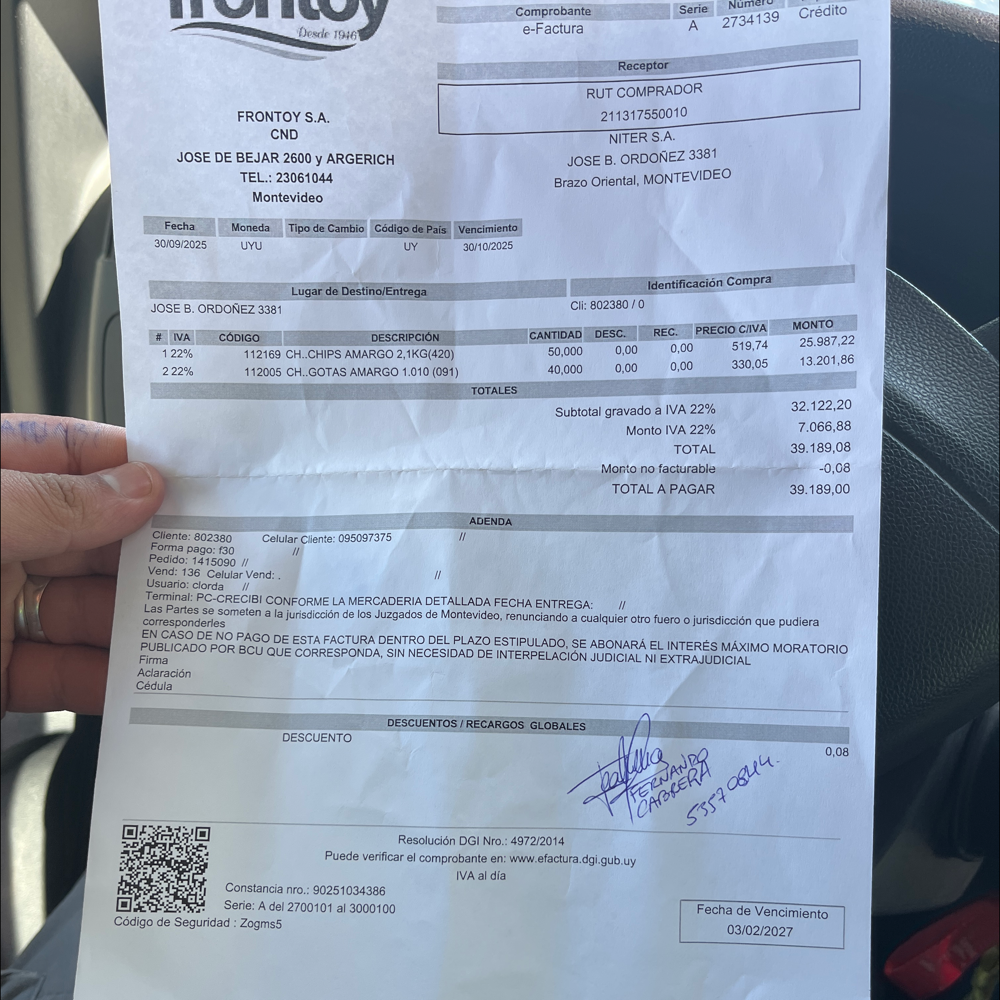 frontoy
Desde 1946
Comprobante Serie Número
e-Factura A 2734139 Crédito
Receptor
RUT COMPRADOR
211317550010
NITER S.A.
JOSE B. ORDOÑEZ 3381
Brazo Oriental, MONTEVIDEO
FRONTOY S.A.
CND
JOSE DE BEJAR 2600 y ARGERICH
TEL.: 23061044
Montevideo
Fecha Moneda Tipo de Cambio Código de País Vencimiento
30/09/2025 UYU UY 30/10/2025
Lugar de Destino/Entrega Identificación Compra
JOSE B. ORDOÑEZ 3381 Cli: 802380 / 0
# IVA CÓDIGO DESCRIPCIÓN CANTIDAD DESC. REC. PRECIO C/IVA MONTO
1 22% 112169 CH..CHIPS AMARGO 2,1KG(420) 50,000 0,00 0,00 519,74 25.987,22
2 22% 112005 CH..GOTAS AMARGO 1.010 (091) 40,000 0,00 0,00 330,05 13.201,86
TOTALES
Subtotal gravado a IVA 22% 32.122,20
Monto IVA 22% 7.066,88
TOTAL 39.189,08
Monto no facturable -0,08
TOTAL A PAGAR 39.189,00
ADENDA
Cliente: 802380 Celular Cliente: 095097375 //
Forma pago: f30 //
Pedido: 1415090 //
Vend: 136 Celular Vend: . //
Usuario: clorda //
Terminal: PC-CRECIBI CONFORME LA MERCADERIA DETALLADA FECHA ENTREGA: //
Las Partes se someten a la jurisdicción de los Juzgados de Montevideo, renunciando a cualquier otro fuero o jurisdicción que pudiera
corresponderles
EN CASO DE NO PAGO DE ESTA FACTURA DENTRO DEL PLAZO ESTIPULADO, SE ABONARÁ EL INTERÉS MÁXIMO MORATORIO
PUBLICADO POR BCU QUE CORRESPONDA, SIN NECESIDAD DE INTERPELACIÓN JUDICIAL NI EXTRAJUDICIAL
Firma
Aclaración
Cédula
DESCUENTOS / RECARGOS GLOBALES
DESCUENTO 0,08
FERNANDO
CABRERA
Resolución DGI Nro.: 4972/2014
Puede verificar el comprobante en: www.efactura.dgi.gub.uy
IVA al día
Constancia nro.: 90251034386
Serie: A del 2700101 al 3000100
Código de Seguridad : Zogms5
Fecha de Vencimiento
03/02/2027